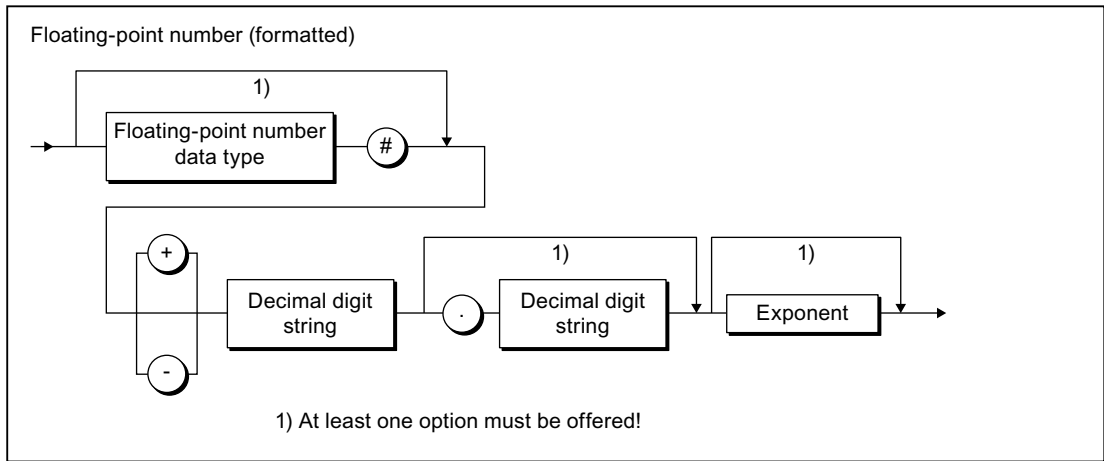 Floating-point number (formatted)
1)
Floating-point number
data type
#
+
1)
1)
Decimal digit
string
.
Decimal digit
string
Exponent
-
1) At least one option must be offered!